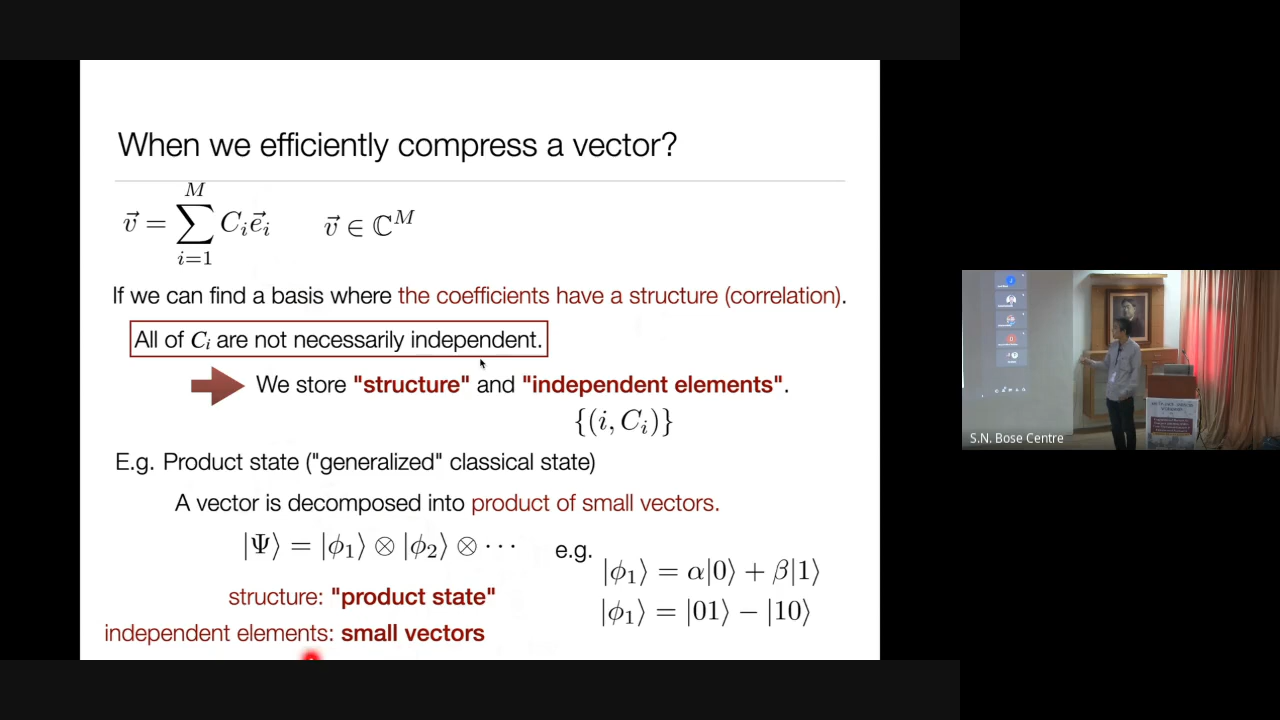 When we efficiently compress a vector?
$\vec{v} = \sum_{i=1}^{M} C_i \vec{e}_i$ $\vec{v} \in \mathbb{C}^M$
If we can find a basis where the coefficients have a structure (correlation).
All of $C_i$ are not necessarily independent.
We store "structure" and "independent elements".
$\{(i, C_i)\}$
E.g. Product state ("generalized" classical state)
A vector is decomposed into product of small vectors.
$|\Psi\rangle = |\phi_1\rangle \otimes |\phi_2\rangle \otimes \cdots$ e.g.
$|\phi_1\rangle = \alpha|0\rangle + \beta|1\rangle$
structure: "product state"
$|\phi_1\rangle = |01\rangle - |10\rangle$
independent elements: small vectors
S.N. Bose Centre